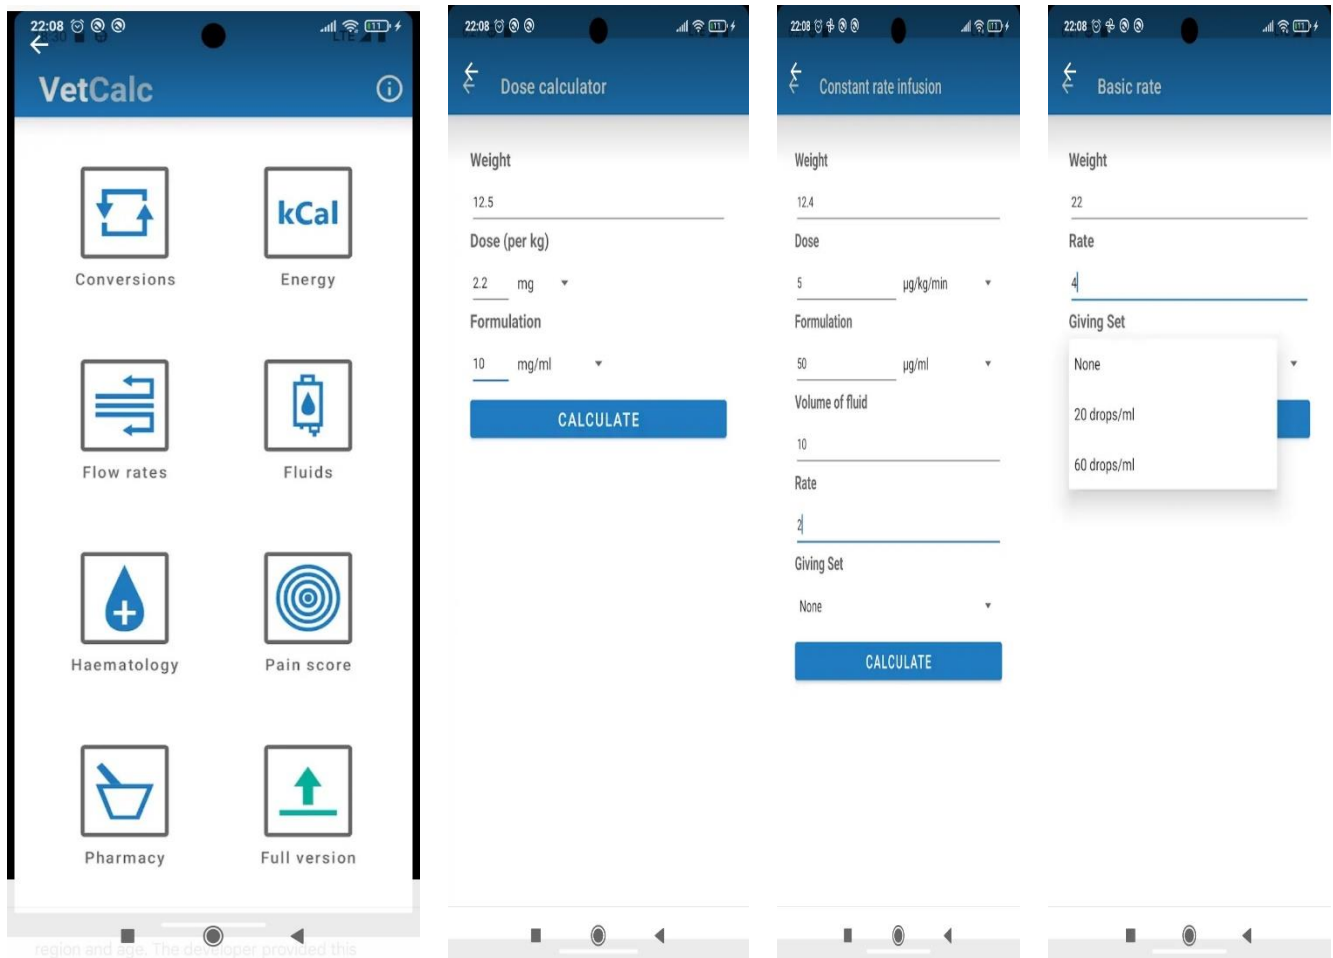 22:08
VetCalc
Conversions
kCal
Energy
Flow rates
Fluids
Haematology
Pain score
Pharmacy
Full version
region and age. The developer provided this
22:08
Dose calculator
Weight
12.5
Dose (per kg)
2.2 mg
Formulation
10 mg/ml
CALCULATE
22:08
Constant rate infusion
Weight
12.4
Dose
5 µg/kg/min
Formulation
50 µg/ml
Volume of fluid
10
Rate
2
Giving Set
None
CALCULATE
22:08
Basic rate
Weight
22
Rate
4
Giving Set
None
20 drops/ml
60 drops/ml